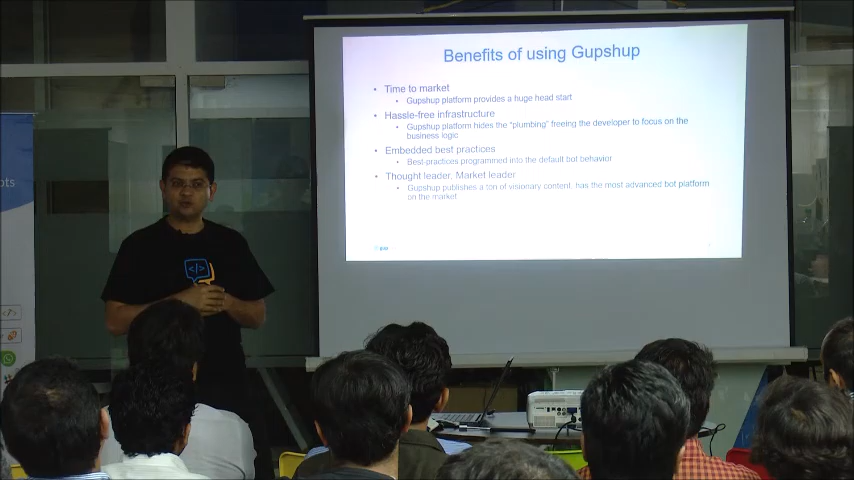 Benefits of using Gupshup
• Time to market
• Gupshup platform provides a huge head start
• Hassle-free infrastructure
• Gupshup platform hides the "plumbing" freeing the developer to focus on the
business logic
• Embedded best practices
• Best-practices programmed into the default bot behavior
• Thought leader, Market leader
• Gupshup publishes a ton of visionary content, has the most advanced bot platform
on the market
</>
ots